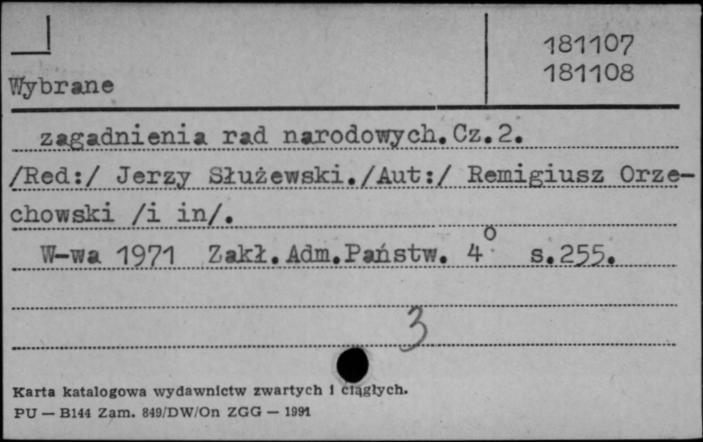 181107
181108
Wybrane
zagadnienia rad narodowych.Cz.2.
/Red:/ Jerzy Służewski./Aut:/ Remigiusz Orze-
chowski /i in/.
W-wa 1971 Zakł.Adm.Państw. 4° s.255.
3
Karta katalogowa wydawnictw zwartych i ciągłych.
PU — B144 Zam. 849/DW/On ZGG — 1991